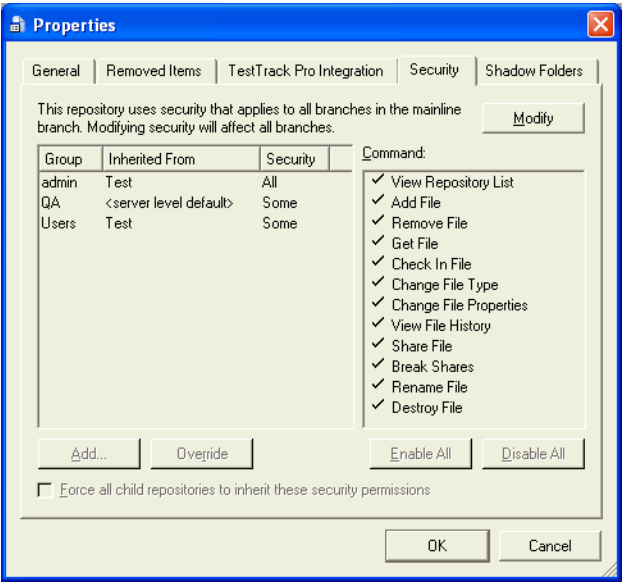 Properties
General Removed Items TestTrack Pro Integration Security Shadow Folders
This repository uses security that applies to all branches in the mainline
branch. Modifying security will affect all branches.
Modify
Group Inherited From Security
admin Test All
QA <server level default> Some
Users Test Some
Command:
View Repository List
Add File
Remove File
Get File
Check In File
Change File Type
Change File Properties
View File History
Share File
Break Shares
Rename File
Destroy File
Add... Override Enable All Disable All
Force all child repositories to inherit these security permissions
OK Cancel